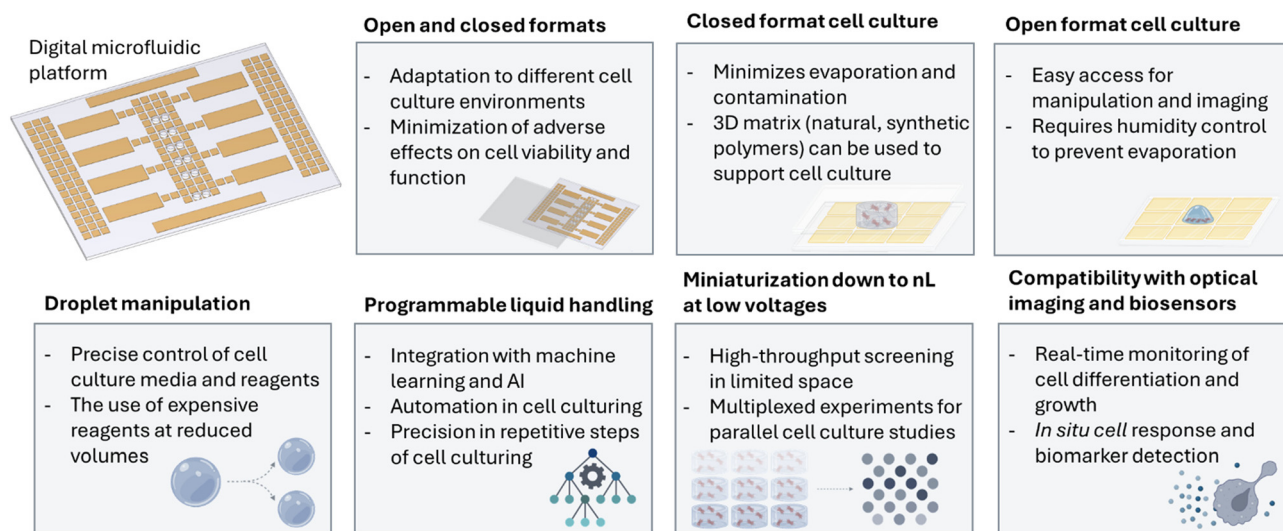 Digital microfluidic
platform
Open and closed formats
- Adaptation to different cell
culture environments
- Minimization of adverse
effects on cell viability and
function
Closed format cell culture
- Minimizes evaporation and
contamination
- 3D matrix (natural, synthetic
polymers) can be used to
support cell culture
Open format cell culture
- Easy access for
manipulation and imaging
- Requires humidity control
to prevent evaporation
Droplet manipulation
- Precise control of cell
culture media and reagents
- The use of expensive
reagents at reduced
volumes
Programmable liquid handling
- Integration with machine
learning and AI
- Automation in cell culturing
- Precision in repetitive steps
of cell culturing
Miniaturization down to nL
at low voltages
- High-throughput screening
in limited space
- Multiplexed experiments for
parallel cell culture studies
Compatibility with optical
imaging and biosensors
- Real-time monitoring of
cell differentiation and
growth
- In situ cell response and
biomarker detection